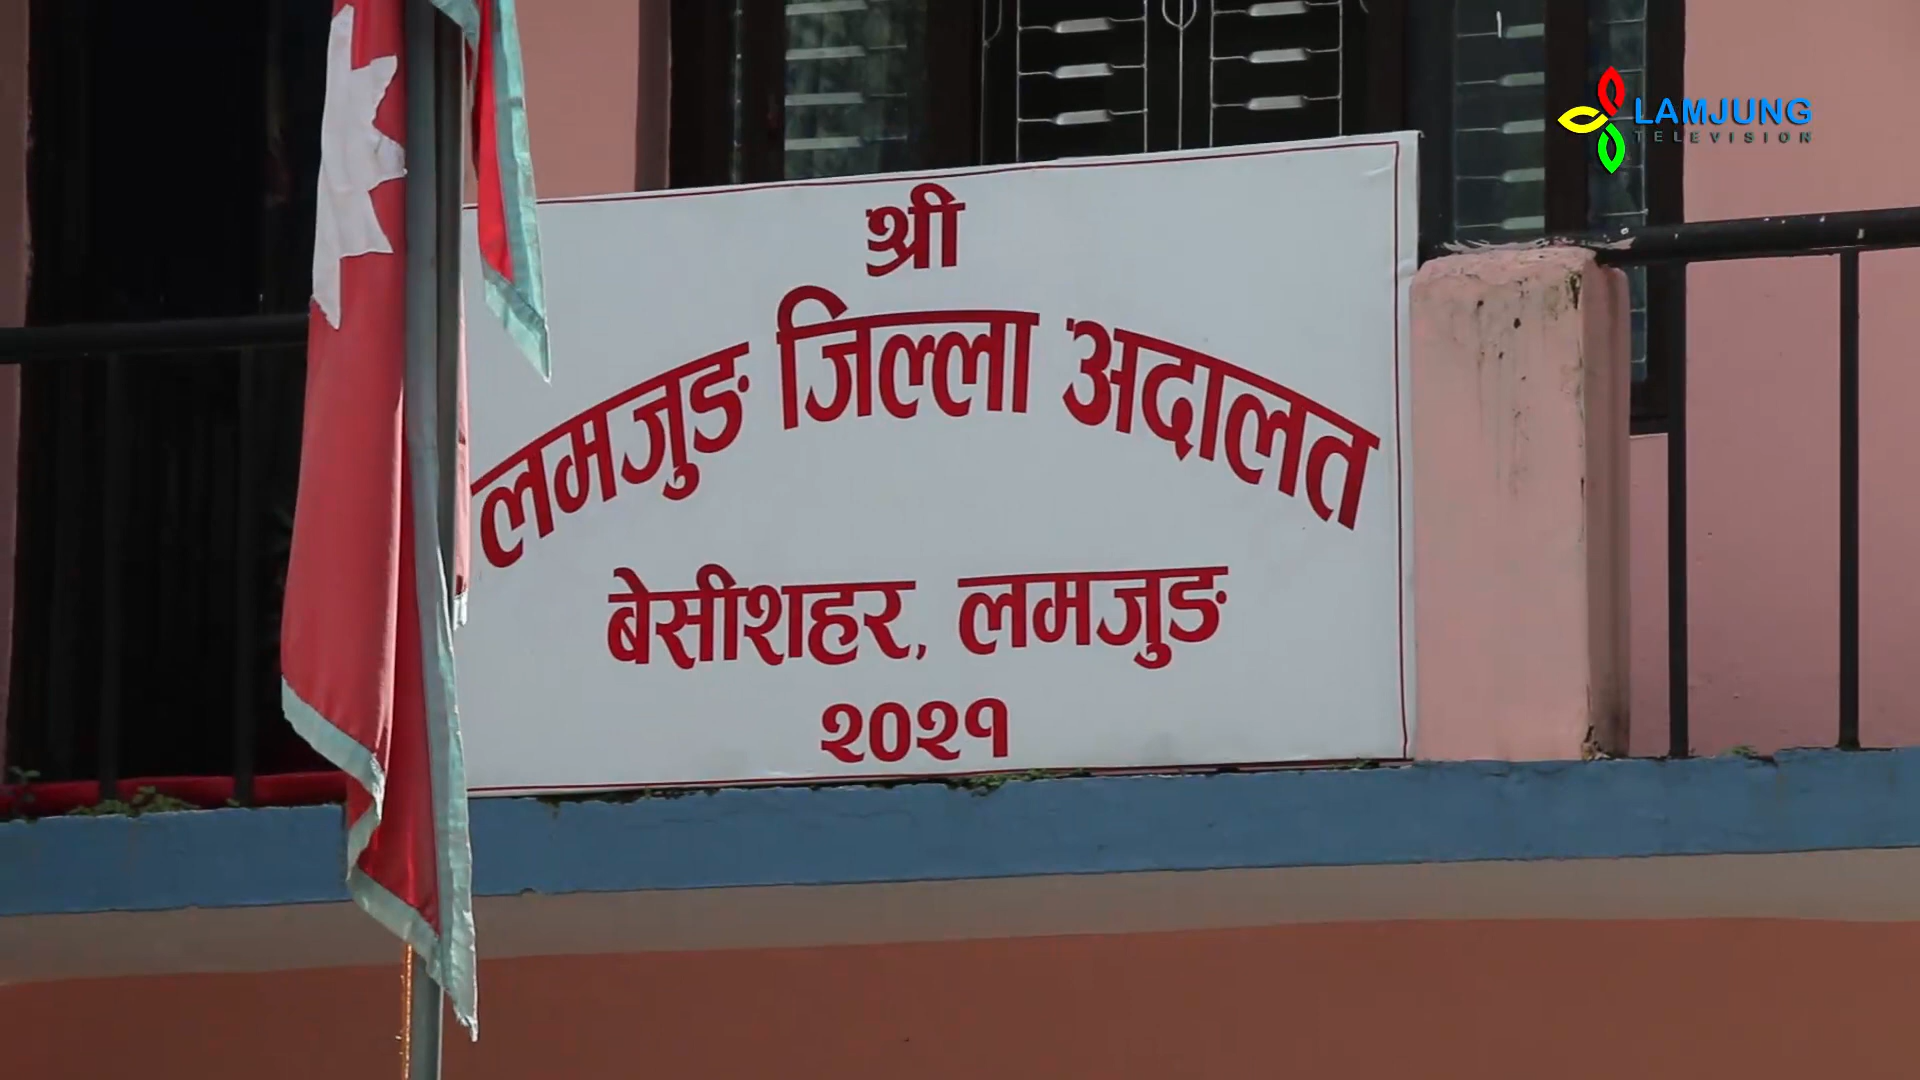 LAMJUNG
TELEVISION
श्री
लमजुङ जिल्ला अदालत
बेसीशहर, लमजुङ
२०२१